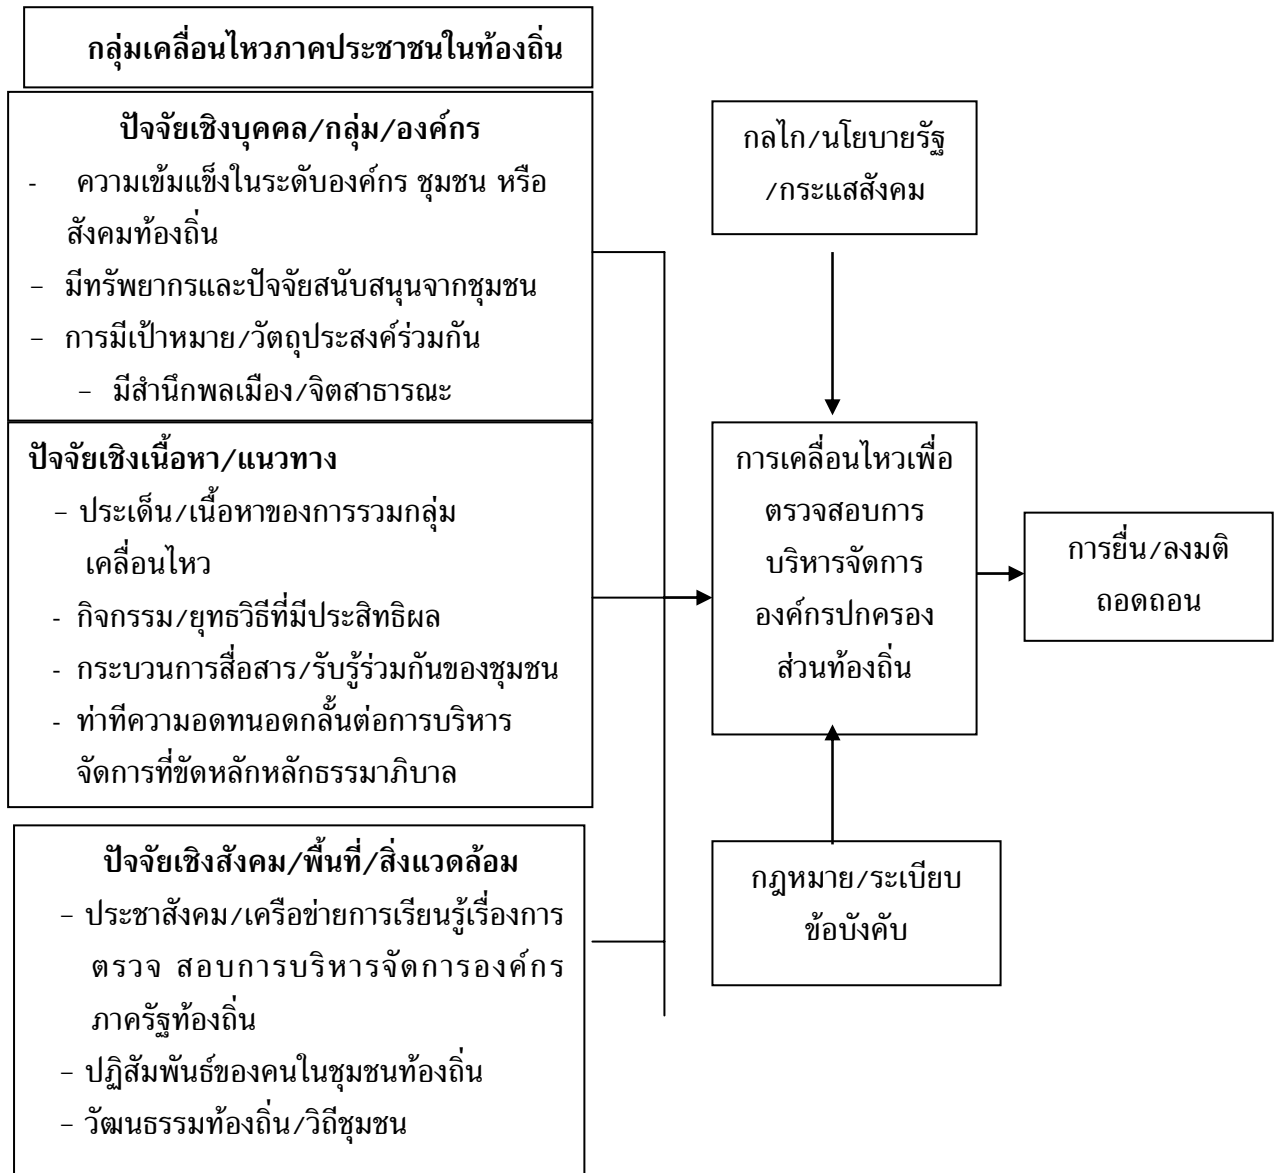 กลุ่มเคลื่อนไหวภาคประชาชนในท้องถิ่น
ปัจจัยเชิงบุคคล/กลุ่ม/องค์กร
- ความเข้มแข็งในระดับองค์กร ชุมชน หรือ
สังคมท้องถิ่น
– มีทรัพยากรและปัจจัยสนับสนุนจากชุมชน
– การมีเป้าหมาย/วัตถุประสงค์ร่วมกัน
– มีสำนึกพลเมือง/จิตสาธารณะ
ปัจจัยเชิงเนื้อหา/แนวทาง
– ประเด็น/เนื้อหาของการรวมกลุ่ม
เคลื่อนไหว
- กิจกรรม/ยุทธวิธีที่มีประสิทธิผล
- กระบวนการสื่อสาร/รับรู้ร่วมกันของชุมชน
- ท่าทีความอดทนอดกลั้นต่อการบริหาร
จัดการที่ขัดหลักหลักธรรมาภิบาล
ปัจจัยเชิงสังคม/พื้นที่/สิ่งแวดล้อม
– ประชาสังคม/เครือข่ายการเรียนรู้เรื่องการ
ตรวจ สอบการบริหารจัดการองค์กร
ภาครัฐท้องถิ่น
– ปฏิสัมพันธ์ของคนในชุมชนท้องถิ่น
– วัฒนธรรมท้องถิ่น/วิถีชุมชน
กลไก/นโยบายรัฐ
/กระแสสังคม
การเคลื่อนไหวเพื่อ
ตรวจสอบการ
บริหารจัดการ
องค์กรปกครอง
ส่วนท้องถิ่น
กฎหมาย/ระเบียบ
ข้อบังคับ
การยื่น/ลงมติ
ถอดถอน